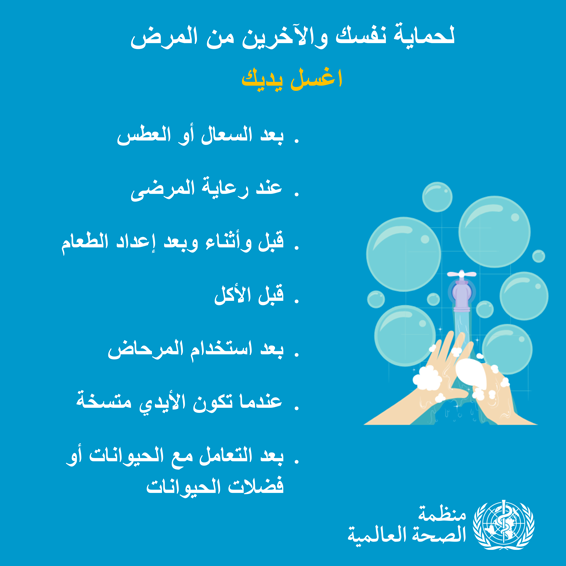 لحماية نفسك والآخرين من المرض
اغسل يديك
. بعد السعال أو العطس
. عند رعاية المرضى
. قبل وأثناء وبعد إعداد الطعام
. قبل الأكل
. بعد استخدام المرحاض
. عندما تكون الأيدي متسخة
. بعد التعامل مع الحيوانات أو
فضلات الحيوانات
منظمة
الصحة العالمية